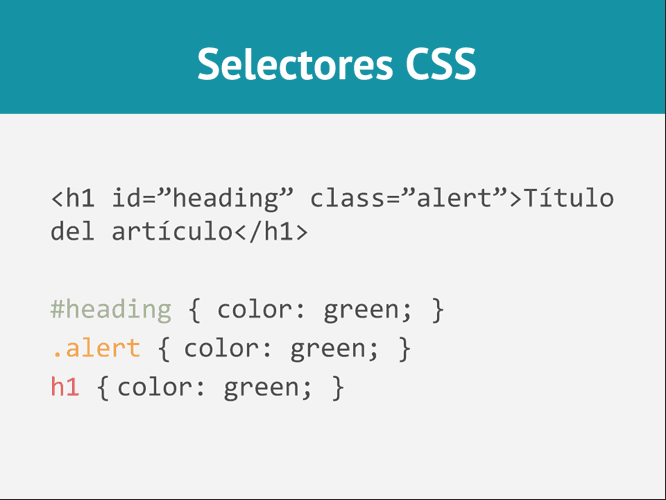 Selectores CSS
<h1 id=”heading” class=”alert”>Título
del artículo</h1>
#heading { color: green; }
.alert { color: green; }
h1 { color: green; }